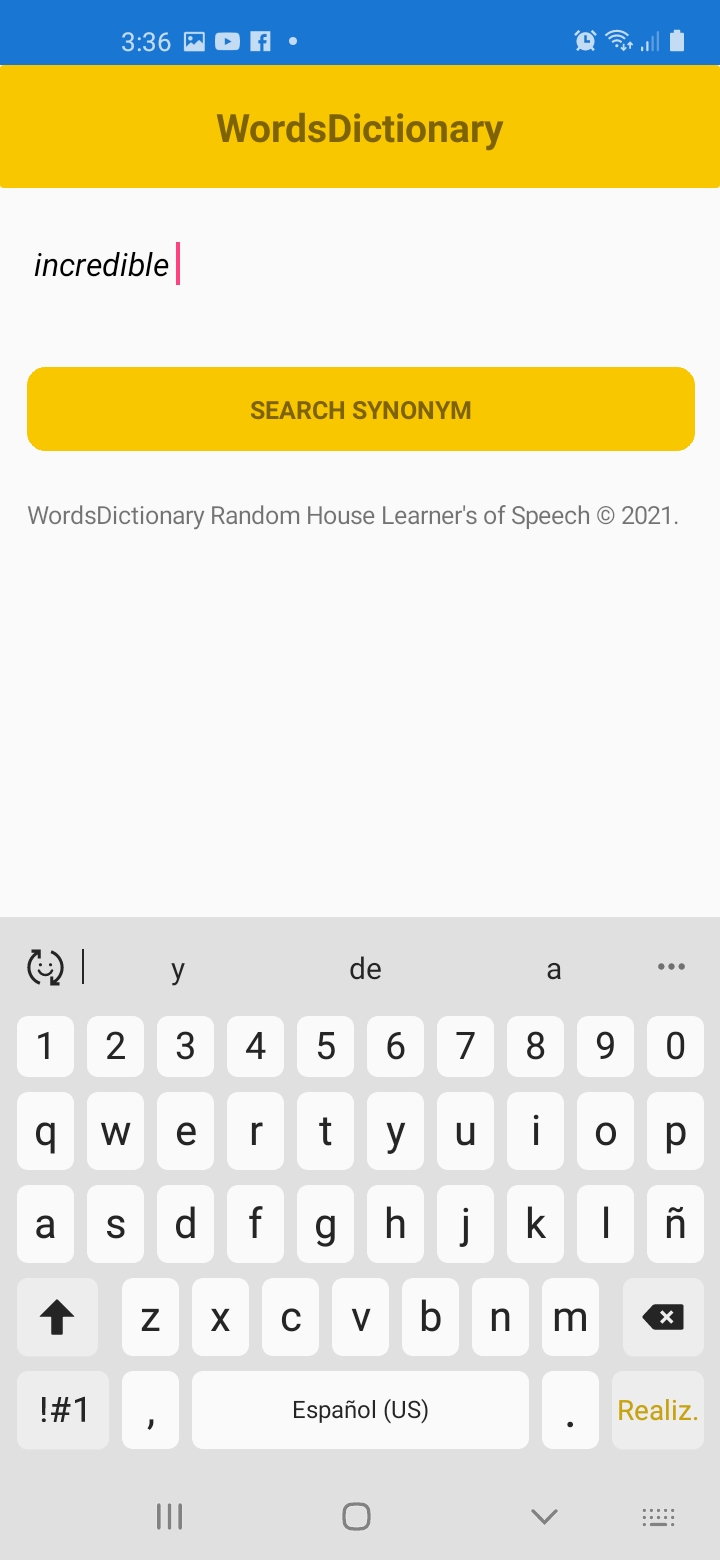 3:36
WordsDictionary
incredible
SEARCH SYNONYM
WordsDictionary Random House Learner's of Speech © 2021.
y de a
1 2 3 4 5 6 7 8 9 0
q w e r t y u i o p
a s d f g h j k l ñ
z x c v b n m
!#1 , Español (US) . Realiz.